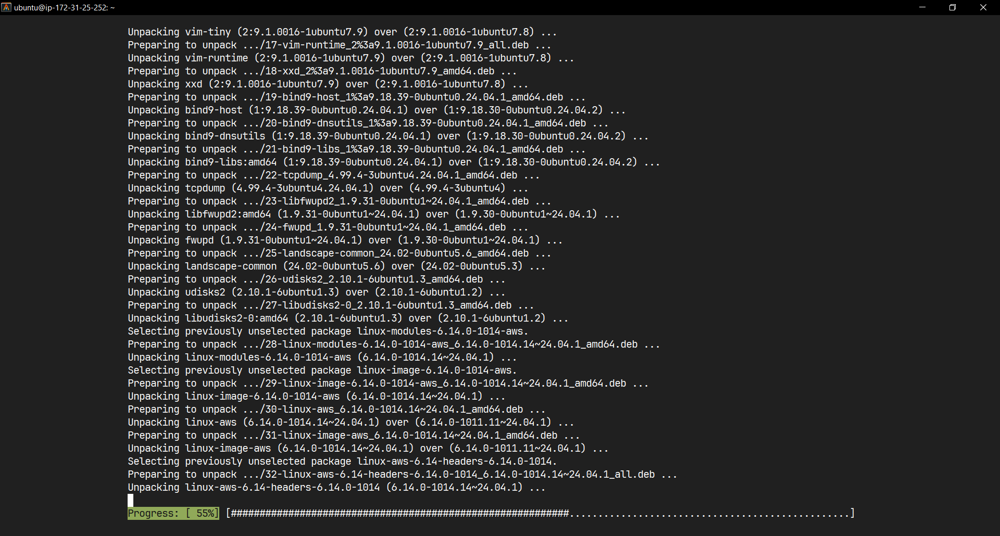 ubuntu@ip-172-31-25-252: ~
Unpacking vim-tiny (2:9.1.0016-1ubuntu7.9) over (2:9.1.0016-1ubuntu7.8) ...
Preparing to unpack .../17-vim-runtime_2%3a9.1.0016-1ubuntu7.9_all.deb ...
Unpacking vim-runtime (2:9.1.0016-1ubuntu7.9) over (2:9.1.0016-1ubuntu7.8) ...
Preparing to unpack .../18-xxd_2%3a9.1.0016-1ubuntu7.9_amd64.deb ...
Unpacking xxd (2:9.1.0016-1ubuntu7.9) over (2:9.1.0016-1ubuntu7.8) ...
Preparing to unpack .../19-bind9-host_1%3a9.18.39-0ubuntu0.24.04.1_amd64.deb ...
Unpacking bind9-host (1:9.18.39-0ubuntu0.24.04.1) over (1:9.18.30-0ubuntu0.24.04.2) ...
Preparing to unpack .../20-bind9-dnsutils_1%3a9.18.39-0ubuntu0.24.04.1_amd64.deb ...
Unpacking bind9-dnsutils (1:9.18.39-0ubuntu0.24.04.1) over (1:9.18.30-0ubuntu0.24.04.2) ...
Preparing to unpack .../21-bind9-libs_1%3a9.18.39-0ubuntu0.24.04.1_amd64.deb ...
Unpacking bind9-libs:amd64 (1:9.18.39-0ubuntu0.24.04.1) over (1:9.18.30-0ubuntu0.24.04.2) ...
Preparing to unpack .../22-tcpdump_4.99.4-3ubuntu4.24.04.1_amd64.deb ...
Unpacking tcpdump (4.99.4-3ubuntu4.24.04.1) over (4.99.4-3ubuntu4) ...
Preparing to unpack .../23-libfwupd2_1.9.31-0ubuntu1~24.04.1_amd64.deb ...
Unpacking libfwupd2:amd64 (1.9.31-0ubuntu1~24.04.1) over (1.9.30-0ubuntu1~24.04.1) ...
Preparing to unpack .../24-fwupd_1.9.31-0ubuntu1~24.04.1_amd64.deb ...
Unpacking fwupd (1.9.31-0ubuntu1~24.04.1) over (1.9.30-0ubuntu1~24.04.1) ...
Preparing to unpack .../25-landscape-common_24.02-0ubuntu5.6_amd64.deb ...
Unpacking landscape-common (24.02-0ubuntu5.6) over (24.02-0ubuntu5.3) ...
Preparing to unpack .../26-udisks2_2.10.1-6ubuntu1.3_amd64.deb ...
Unpacking udisks2 (2.10.1-6ubuntu1.3) over (2.10.1-6ubuntu1.2) ...
Preparing to unpack .../27-libudisks2-0_2.10.1-6ubuntu1.3_amd64.deb ...
Unpacking libudisks2-0:amd64 (2.10.1-6ubuntu1.3) over (2.10.1-6ubuntu1.2) ...
Selecting previously unselected package linux-modules-6.14.0-1014-aws.
Preparing to unpack .../28-linux-modules-6.14.0-1014-aws_6.14.0-1014.14~24.04.1_amd64.deb ...
Unpacking linux-modules-6.14.0-1014-aws (6.14.0-1014.14~24.04.1) ...
Selecting previously unselected package linux-image-6.14.0-1014-aws.
Preparing to unpack .../29-linux-image-6.14.0-1014-aws_6.14.0-1014.14~24.04.1_amd64.deb ...
Unpacking linux-image-6.14.0-1014-aws (6.14.0-1014.14~24.04.1) ...
Preparing to unpack .../30-linux-aws_6.14.0-1014.14~24.04.1_amd64.deb ...
Unpacking linux-aws (6.14.0-1014.14~24.04.1) over (6.14.0-1011.11~24.04.1) ...
Preparing to unpack .../31-linux-image-aws_6.14.0-1014.14~24.04.1_amd64.deb ...
Unpacking linux-image-aws (6.14.0-1014.14~24.04.1) over (6.14.0-1011.11~24.04.1) ...
Selecting previously unselected package linux-aws-6.14-headers-6.14.0-1014.
Preparing to unpack .../32-linux-aws-6.14-headers-6.14.0-1014_6.14.0-1014.14~24.04.1_all.deb ...
Unpacking linux-aws-6.14-headers-6.14.0-1014 (6.14.0-1014.14~24.04.1) ...
Progress: [ 55%] [###########################################################.................................................]